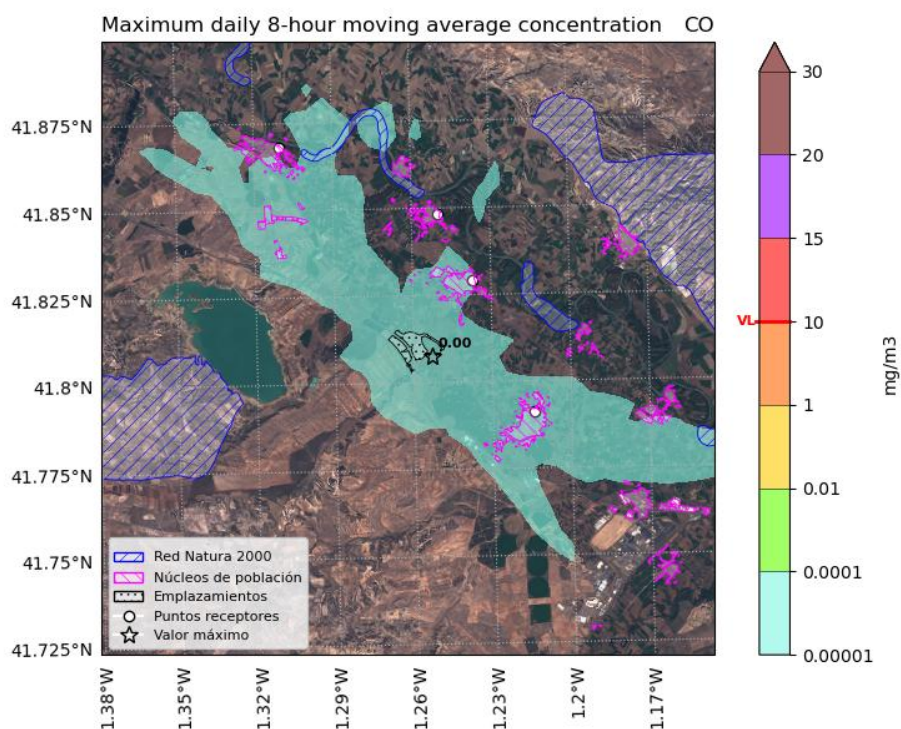 Maximum daily 8-hour moving average concentration CO
41.875°N
41.85°N
41.825°N
41.8°N
41.775°N
41.75°N
41.725°N
1.38°W
1.35°W
1.32°W
1.29°W
1.26°W
1.23°W
1.2°W
1.17°W
0.00
Red Natura 2000
Núcleos de población
Emplazamientos
Puntos receptores
Valor máximo
30
20
15
VL
10
1
0.01
0.0001
0.00001
mg/m3